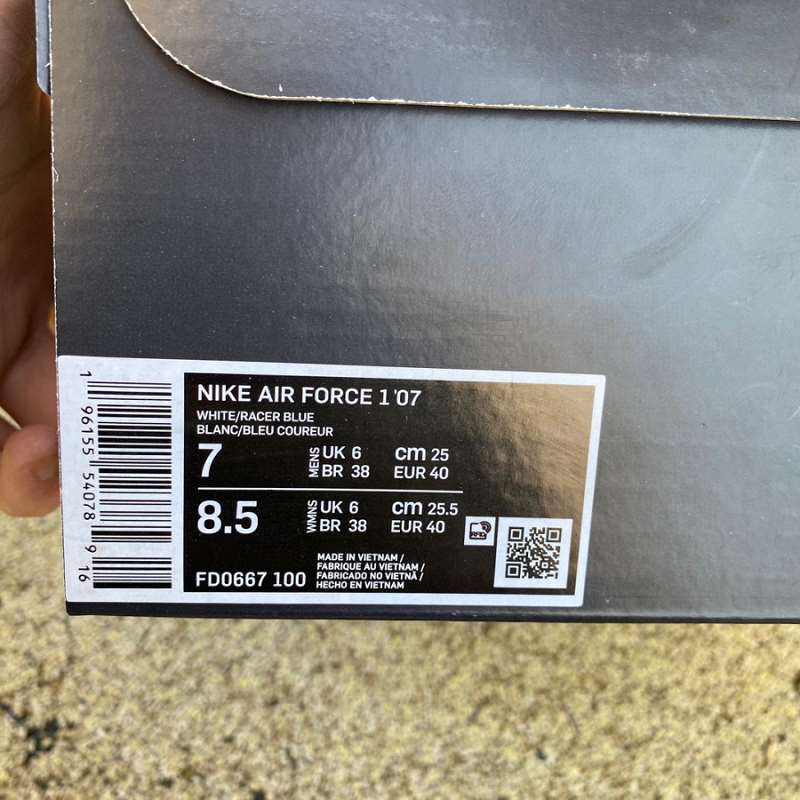 NIKE AIR FORCE 1 '07
WHITE/RACER BLUE
BLANC/BLEU COUREUR
7 MENS UK 6 cm 25
BR 38 EUR 40
8.5 WMNS UK 6 cm 25.5
BR 38 EUR 40
FD0667 100
MADE IN VIETNAM /
FABRIQUE AU VIETNAM /
FABRICADO NO VIETNÃ /
HECHO EN VIETNAM
1 96155 54078 9 16